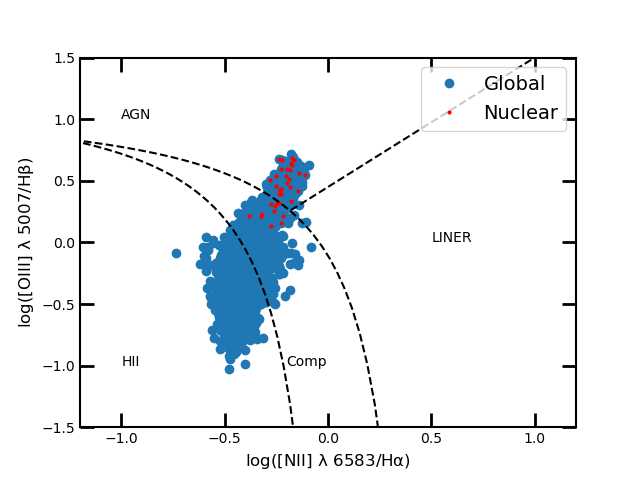 1.5
1.0
0.5
0.0
−0.5
−1.0
−1.5
log([OIII] λ 5007/Hβ)
AGN
Global
Nuclear
LINER
HII
Comp
−1.0
−0.5
0.0
0.5
1.0
log([NII] λ 6583/Hα)